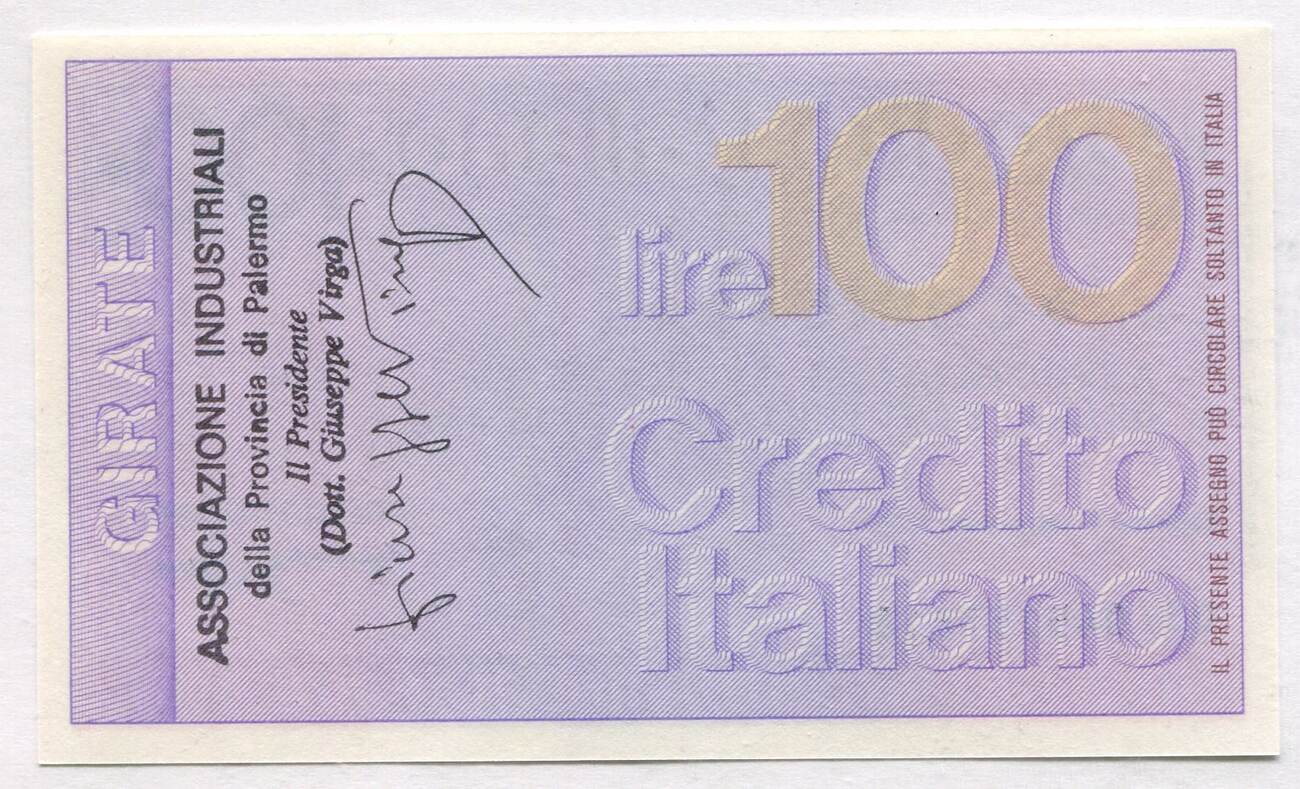 GIRATE
ASSOCIAZIONE INDUSTRIALI
della Provincia di Palermo
Il Presidente
(Dott. Giuseppe Virga)
lire 100
Credito
Italiano
IL PRESENTE ASSEGNO PUÒ CIRCOLARE SOLTANTO IN ITALIA